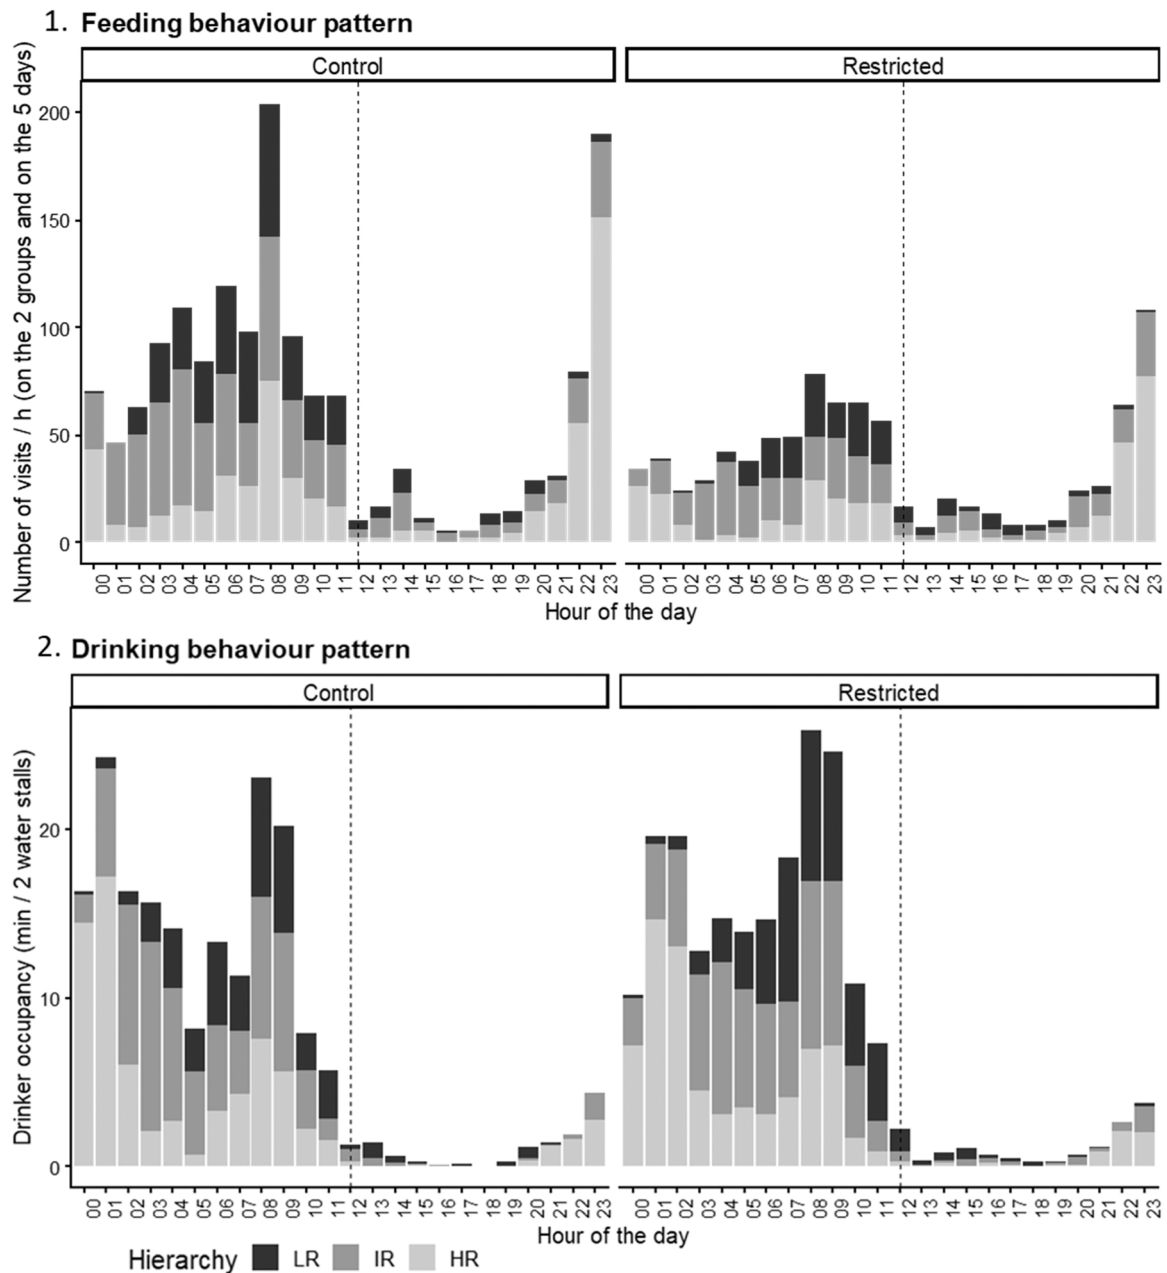 1. Feeding behaviour pattern
Control
Restricted
Number of visits / h (on the 2 groups and on the 5 days)
200
150
100
50
0
00 01 02 03 04 05 06 07 08 09 10 11 12 13 14 15 16 17 18 19 20 21 22 23
00 01 02 03 04 05 06 07 08 09 10 11 12 13 14 15 16 17 18 19 20 21 22 23
Hour of the day
2. Drinking behaviour pattern
Control
Restricted
Drinker occupancy (min / 2 water stalls)
20
10
0
00 01 02 03 04 05 06 07 08 09 10 11 12 13 14 15 16 17 18 19 20 21 22 23
00 01 02 03 04 05 06 07 08 09 10 11 12 13 14 15 16 17 18 19 20 21 22 23
Hour of the day
Hierarchy LR IR HR